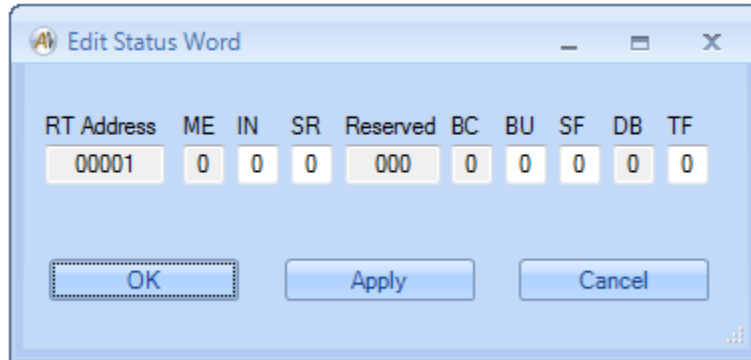 Edit Status Word
RT Address ME IN SR Reserved BC BU SF DB TF
00001 0 0 0 000 0 0 0 0 0
OK Apply Cancel